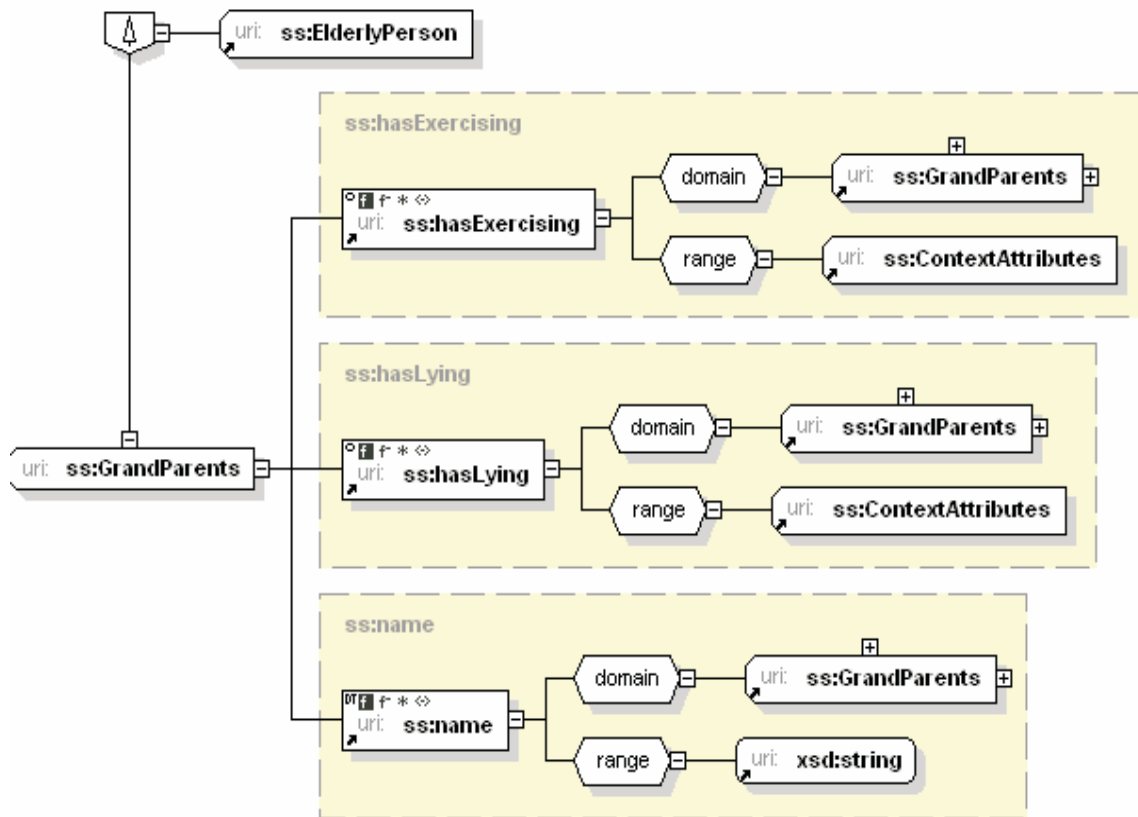 uri: ss:ElderlyPerson
ss:hasExercising
domain
uri: ss:GrandParents
O f f- * <->
uri: ss:hasExercising
range
uri: ss:ContextAttributes
ss:hasLying
domain
uri: ss:GrandParents
uri: ss:GrandParents
O f f- * <->
uri: ss:hasLying
range
uri: ss:ContextAttributes
ss:name
domain
uri: ss:GrandParents
DT f f- * <->
uri: ss:name
range
uri: xsd:string